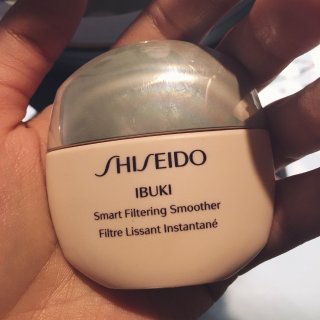 SHISEIDO
IBUKI
Smart Filtering Smoother
Filtre Lissant Instantané